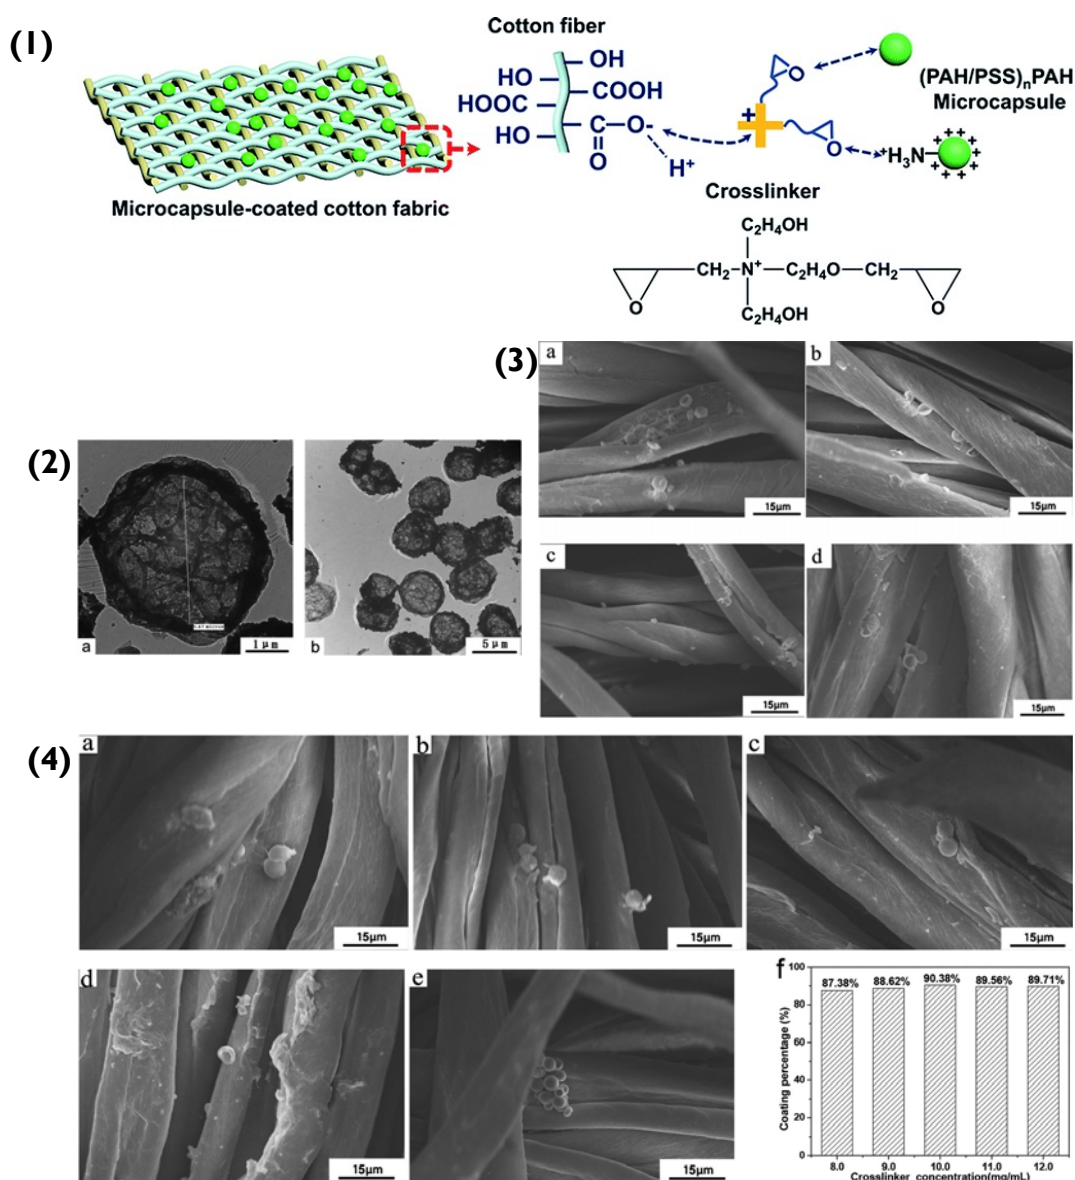 (1)
Cotton fiber
OH
HO
COOH
HOOC
HO
C—O-
O
H+
+
O
O
(PAH/PSS)nPAH
Microcapsule
+H3N
++++
++
++
+++
Microcapsule-coated cotton fabric
Crosslinker
C2H4OH
CH2—N+—C2H4O—CH2
O
O
C2H4OH
(3)
a
15μm
b
15μm
(2)
a
1 μm
b
5 μm
c
15μm
d
15μm
(4)
a
15μm
b
15μm
c
15μm
d
15μm
e
15μm
f
100
80
60
40
20
0
Coating percentage (%)
87.38%
88.62%
90.38%
89.56%
89.71%
8.0
9.0
10.0
11.0
12.0
Crosslinker concentration(mg/mL)